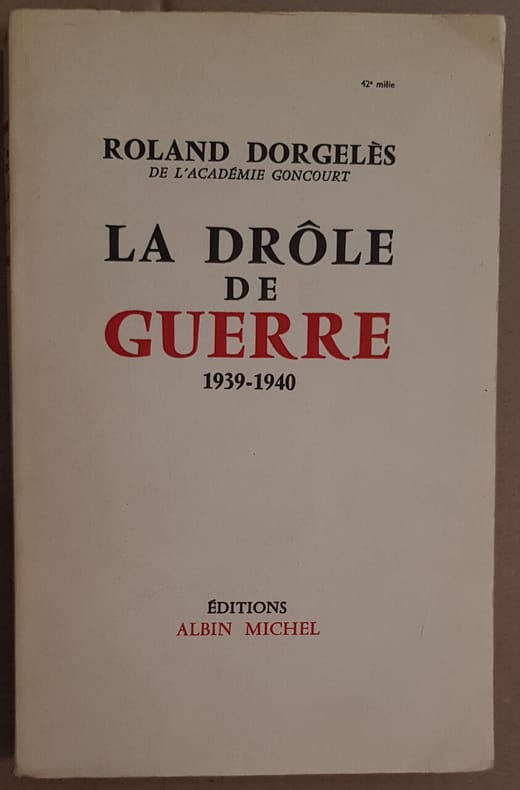 42e mille
ROLAND DORGELÈS
DE L'ACADÉMIE GONCOURT
LA DRÔLE
DE
GUERRE
1939-1940
ÉDITIONS
ALBIN MICHEL